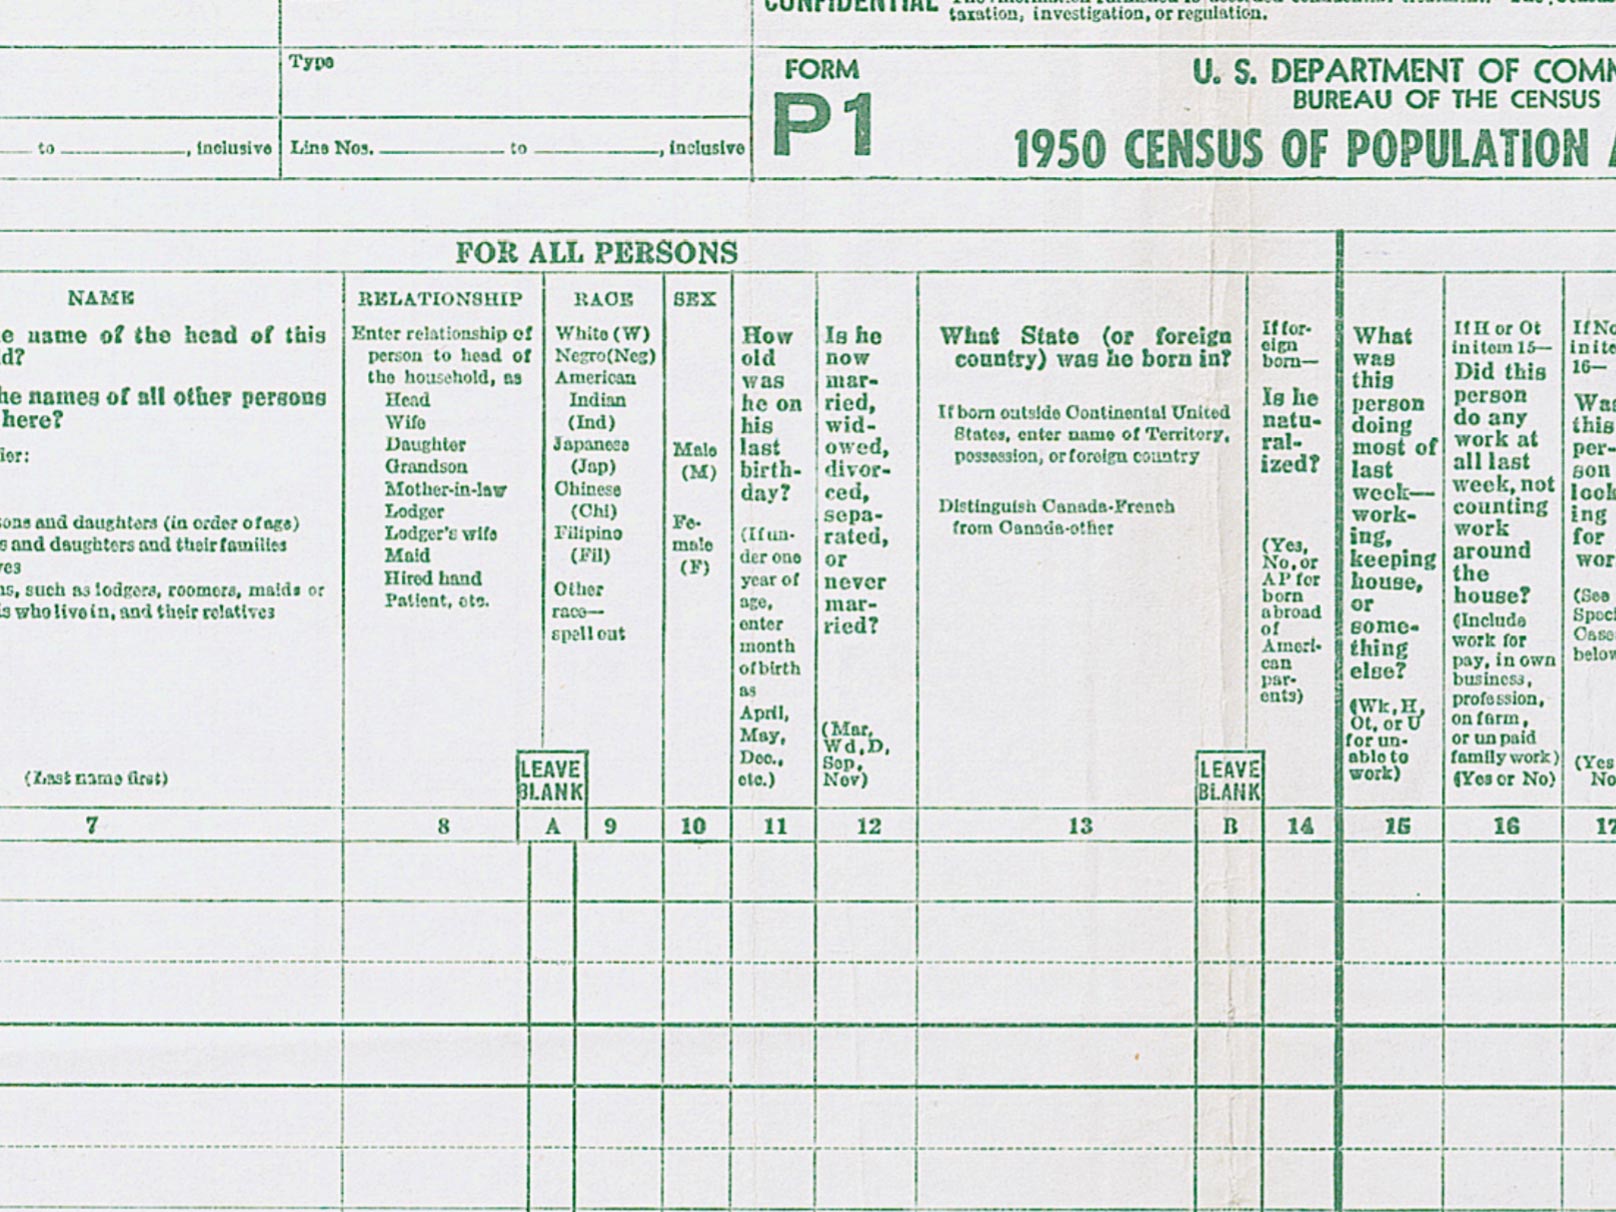 CONFIDENTIAL
taxation, investigation, or regulation.
Type
to , inclusive
Line Nos. to , inclusive
FORM
P1
U. S. DEPARTMENT OF COMM
BUREAU OF THE CENSUS
1950 CENSUS OF POPULATION A
FOR ALL PERSONS
NAME
e name of the head of this
d?
he names of all other persons
here?
ier:
ons and daughters (in order of age)
s and daughters and their families
ves
ns, such as lodgers, roomers, maids or
s who live in, and their relatives
(Last name first)
7
RELATIONSHIP
Enter relationship of
person to head of
the household, as
Head
Wife
Daughter
Grandson
Mother-in-law
Lodger
Lodger's wife
Maid
Hired hand
Patient, etc.
8
LEAVE
BLANK
A
RACE
White (W)
Negro (Neg)
American
Indian
(Ind)
Japanese
(Jap)
Chinese
(Chi)
Filipino
(Fil)
Other
race—
spell out
9
SEX
Male
(M)
Fe-
male
(F)
10
How
old
was
he on
his
last
birth-
day?
(If un-
der one
year of
age,
enter
month
of birth
as
April,
May,
Dec.,
etc.)
11
Is he
now
mar-
ried,
wid-
owed,
divor-
ced,
sepa-
rated,
or
never
mar-
ried?
(Mar,
Wd, D,
Sep,
Nev)
12
What State (or foreign
country) was he born in?
If born outside Continental United
States, enter name of Territory,
possession, or foreign country
Distinguish Canada-French
from Canada-other
13
LEAVE
BLANK
B
If for-
eign
born—
Is he
natu-
ral-
ized?
(Yes,
No, or
AP for
born
abroad
of
Ameri-
can
par-
ents)
14
What
was
this
person
doing
most of
last
week—
work-
ing,
keeping
house,
or
some-
thing
else?
(Wk, H,
Ot, or U
for un-
able to
work)
15
If H or Ot
in item 15—
Did this
person
do any
work at
all last
week, not
counting
work
around
the
house?
(Include
work for
pay, in own
business,
profession,
on farm,
or unpaid
family work)
(Yes or No)
16
If No
in ite
16—
Was
this
per-
son
look-
ing
for
wor
(See
Speci
Case
below
(Yes
No
17